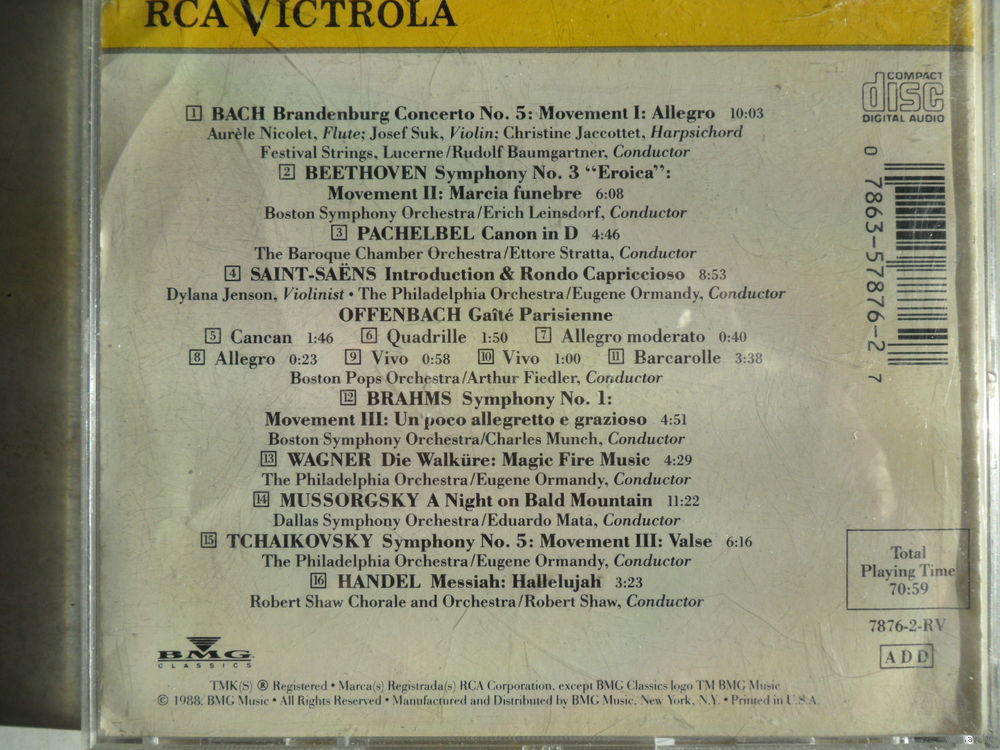 RCA VICTROLA
COMPACT
disc
DIGITAL AUDIO
1 BACH Brandenburg Concerto No. 5: Movement I: Allegro 10:03
Aurèle Nicolet, Flute; Josef Suk, Violin; Christine Jaccottet, Harpsichord
Festival Strings, Lucerne/Rudolf Baumgartner, Conductor
2 BEETHOVEN Symphony No. 3 “Eroica”:
Movement II: Marcia funebre 6:08
Boston Symphony Orchestra/Erich Leinsdorf, Conductor
3 PACHELBEL Canon in D 4:46
The Baroque Chamber Orchestra/Ettore Stratta, Conductor
4 SAINT-SAËNS Introduction & Rondo Capriccioso 8:53
Dylana Jenson, Violinist • The Philadelphia Orchestra/Eugene Ormandy, Conductor
OFFENBACH Gaîté Parisienne
5 Cancan 1:46 6 Quadrille 1:50 7 Allegro moderato 0:40
8 Allegro 0:23 9 Vivo 0:58 10 Vivo 1:00 11 Barcarolle 3:38
Boston Pops Orchestra/Arthur Fiedler, Conductor
12 BRAHMS Symphony No. 1:
Movement III: Un poco allegretto e grazioso 4:51
Boston Symphony Orchestra/Charles Munch, Conductor
13 WAGNER Die Walküre: Magic Fire Music 4:29
The Philadelphia Orchestra/Eugene Ormandy, Conductor
14 MUSSORGSKY A Night on Bald Mountain 11:22
Dallas Symphony Orchestra/Eduardo Mata, Conductor
15 TCHAIKOVSKY Symphony No. 5: Movement III: Valse 6:16
The Philadelphia Orchestra/Eugene Ormandy, Conductor
16 HANDEL Messiah: Hallelujah 3:23
Robert Shaw Chorale and Orchestra/Robert Shaw, Conductor
0 7863-57876-2 7
Total
Playing Time
70:59
7876-2-RV
ADD
BMG
CLASSICS
TMK(S) ® Registered • Marca(s) Registrada(s) RCA Corporation, except BMG Classics logo TM BMG Music
© 1988, BMG Music • All Rights Reserved • Manufactured and Distributed by BMG Music, New York, N.Y. • Printed in U.S.A.